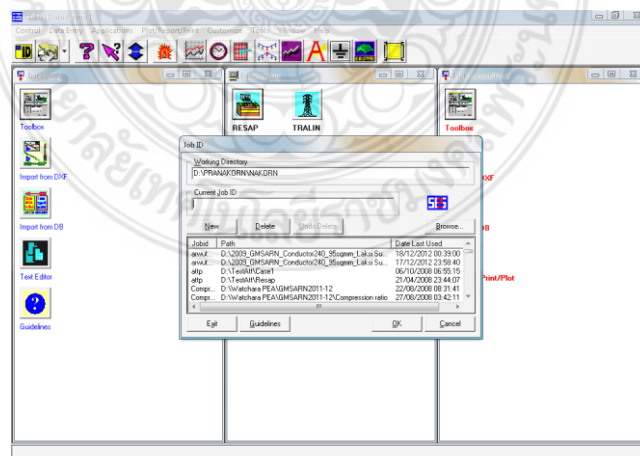 Control Data Entry Applications Plot/Report/Print Customize Tools Window Help
ID
Toolbox
Import from DXF
Import from DB
Text Editor
Guidelines
RESAP TRALIN
Toolbox
DXF
DB
Print/Plot
Job ID
Working Directory
D:\PRANAKORN\NAKORN
Current Job ID
SES
New Delete Undo Delete Browse...
Jobid Path Date Last Used
arwut... D:\2009_GMSARN_Conductor240_95sqmm_Laksi Su... 18/12/2012 00:39:00
arwut... D:\2009_GMSARN_Conductor240_95sqmm_Laksi Su... 17/12/2012 23:58:40
attp D:\TestAtt\Case1 06/10/2008 06:55:15
attp D:\TestAtt\Resap 21/04/2008 23:44:07
Compr... D:\Watchara PEA\GMSARN2011-12 22/08/2008 08:31:41
Compr... D:\Watchara PEA\GMSARN2011-12\Compression ratio 27/08/2008 03:42:11
Exit Guidelines OK Cancel